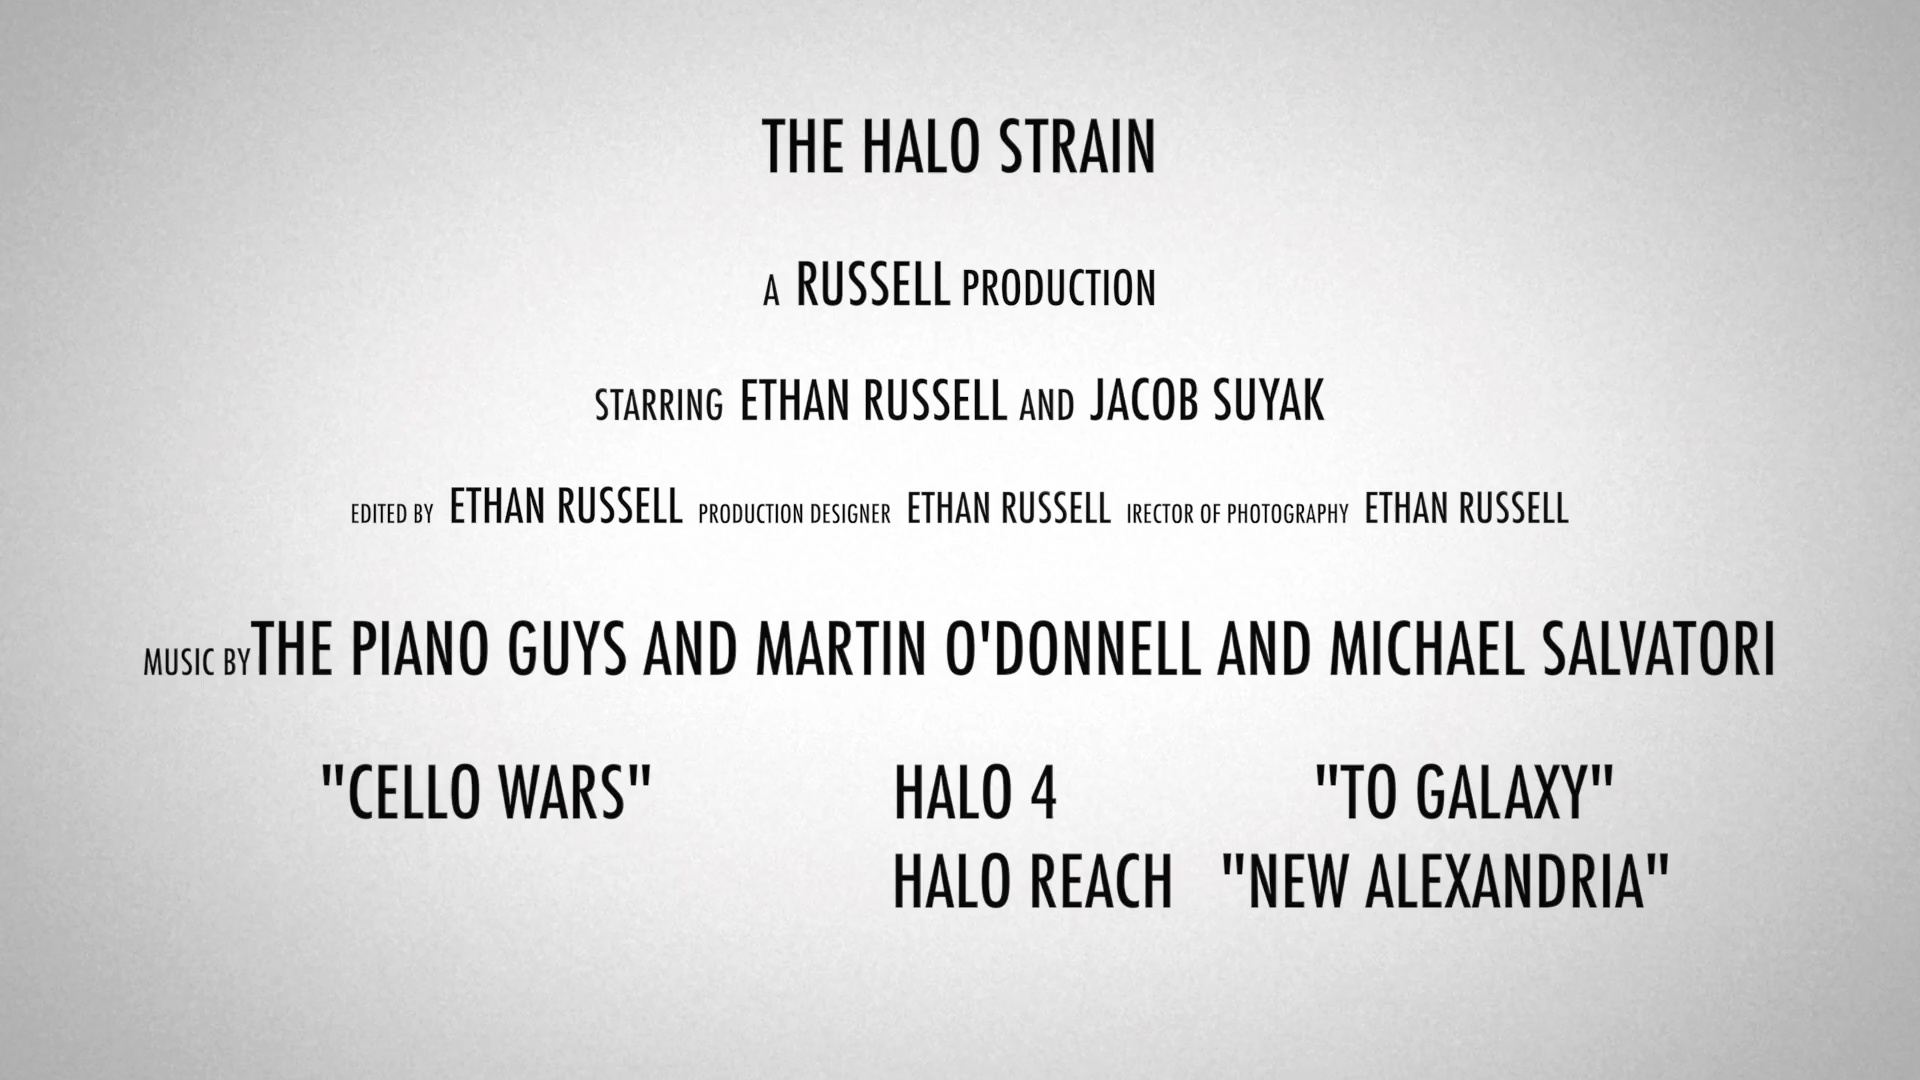 THE HALO STRAIN
A RUSSELL PRODUCTION
STARRING ETHAN RUSSELL AND JACOB SUYAK
EDITED BY ETHAN RUSSELL PRODUCTION DESIGNER ETHAN RUSSELL IRECTOR OF PHOTOGRAPHY ETHAN RUSSELL
MUSIC BY THE PIANO GUYS AND MARTIN O'DONNELL AND MICHAEL SALVATORI
"CELLO WARS" HALO 4 "TO GALAXY"
HALO REACH "NEW ALEXANDRIA"